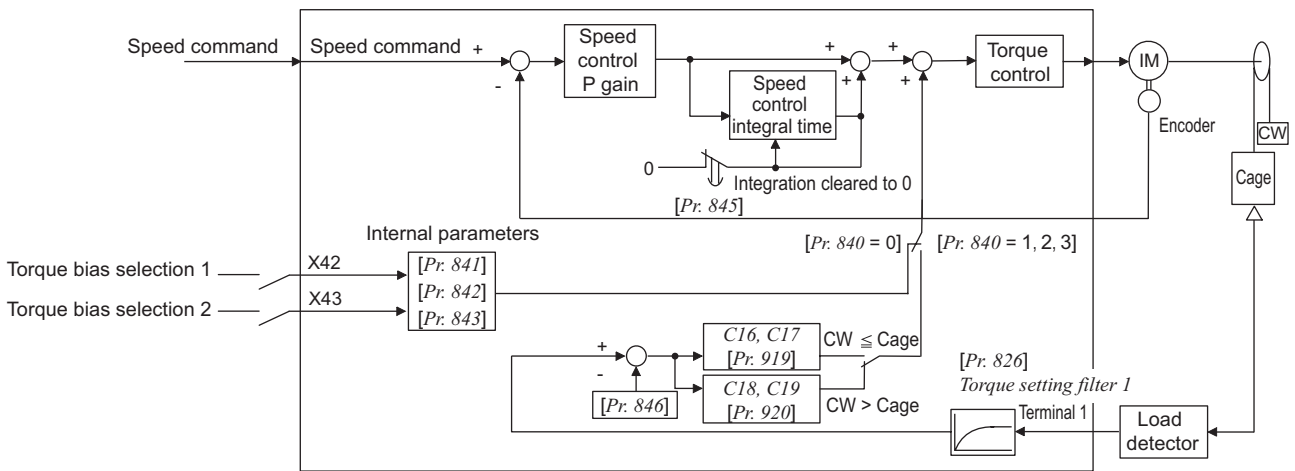 Speed command
Speed command
+
-
Speed
control
P gain
+
+
+
+
Torque
control
IM
Speed
control
integral time
Encoder
CW
Cage
0
Integration cleared to 0
[Pr. 845]
Internal parameters
[Pr. 840 = 0]
[Pr. 840 = 1, 2, 3]
Torque bias selection 1
X42
[Pr. 841]
[Pr. 842]
Torque bias selection 2
X43
[Pr. 843]
+
-
C16, C17
[Pr. 919]
CW ≦ Cage
[Pr. 846]
C18, C19
[Pr. 920]
CW > Cage
[Pr. 826]
Torque setting filter 1
Terminal 1
Load
detector